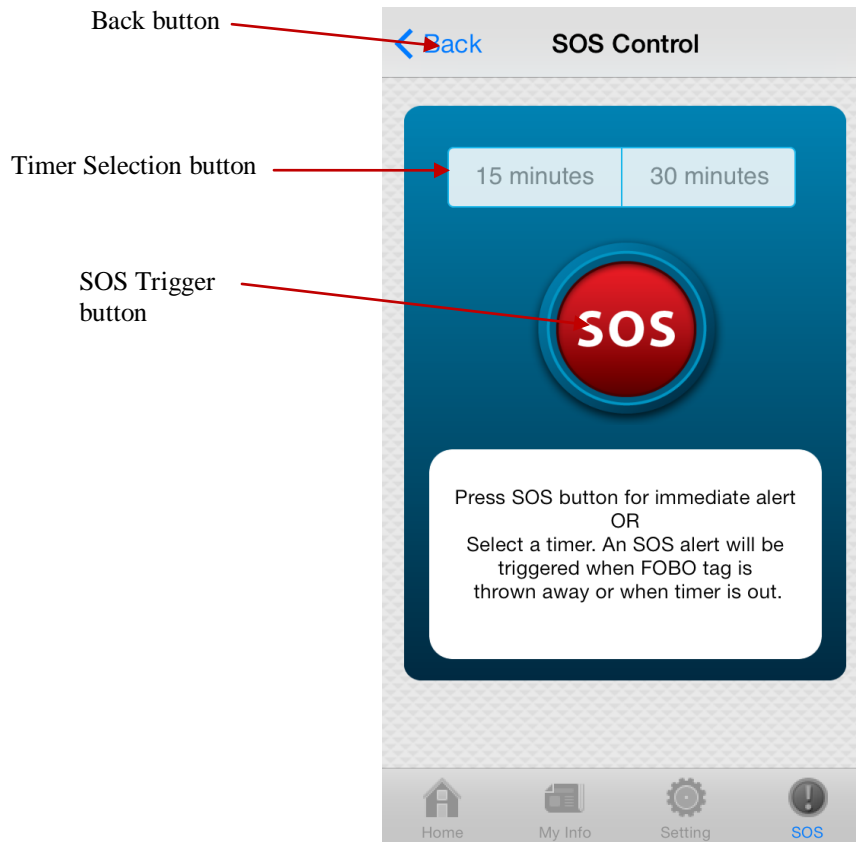 Back button
Back
SOS Control
Timer Selection button
15 minutes
30 minutes
SOS Trigger
button
SOS
Press SOS button for immediate alert
OR
Select a timer. An SOS alert will be
triggered when FOBO tag is
thrown away or when timer is out.
Home
My Info
Setting
SOS